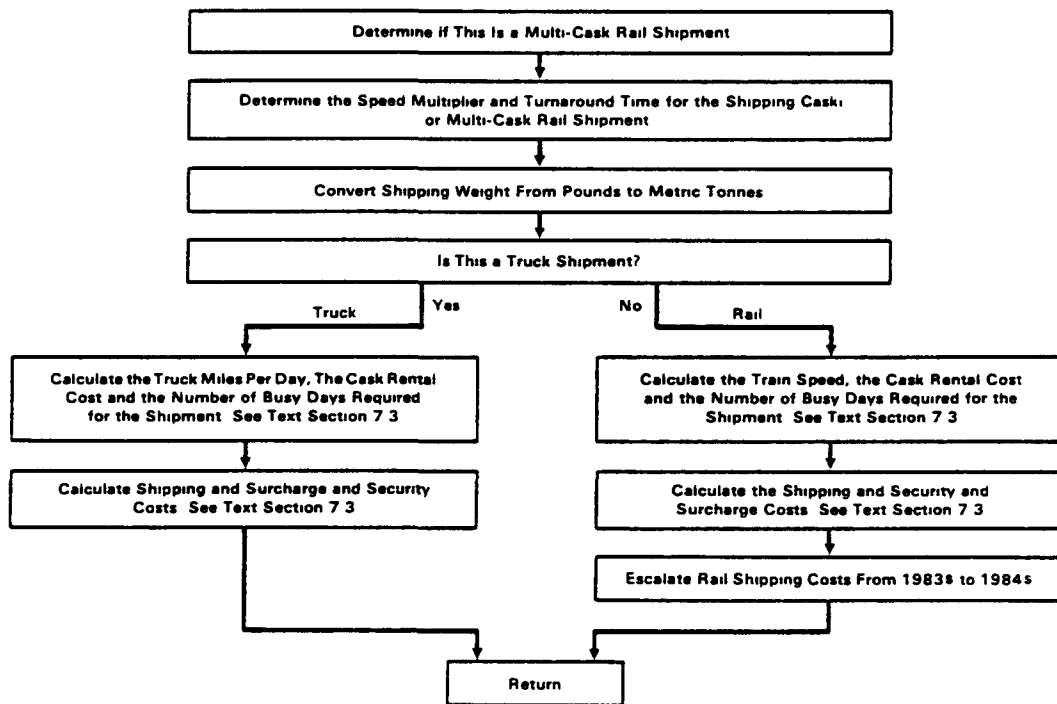 Determine if This Is a Multi-Cask Rail Shipment
Determine the Speed Multiplier and Turnaround Time for the Shipping Cask
or Multi-Cask Rail Shipment
Convert Shipping Weight From Pounds to Metric Tonnes
Is This a Truck Shipment?
Truck
Yes
No
Rail
Calculate the Truck Miles Per Day, The Cask Rental
Cost and the Number of Busy Days Required
for the Shipment See Text Section 7 3
Calculate the Train Speed, the Cask Rental Cost
and the Number of Busy Days Required for the
Shipment See Text Section 7 3
Calculate Shipping and Surcharge and Security
Costs See Text Section 7 3
Calculate the Shipping and Security and
Surcharge Costs See Text Section 7 3
Escalate Rail Shipping Costs From 1983$ to 1984$
Return